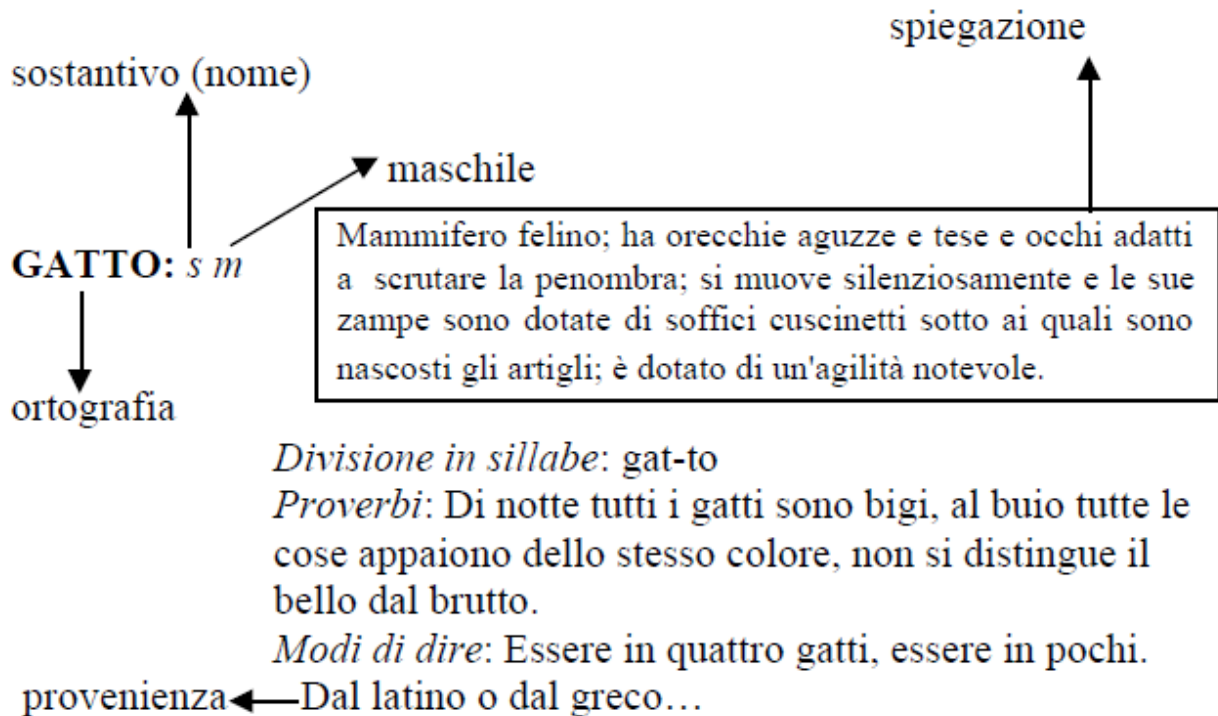 spiegazione
sostantivo (nome)
maschile
GATTO: s m
Mammifero felino; ha orecchie aguzze e tese e occhi adatti
a scrutare la penombra; si muove silenziosamente e le sue
zampe sono dotate di soffici cuscinetti sotto ai quali sono
nascosti gli artigli; è dotato di un'agilità notevole.
ortografia
Divisione in sillabe: gat-to
Proverbi: Di notte tutti i gatti sono bigi, al buio tutte le
cose appaiono dello stesso colore, non si distingue il
bello dal brutto.
Modi di dire: Essere in quattro gatti, essere in pochi.
provenienza Dal latino o dal greco…